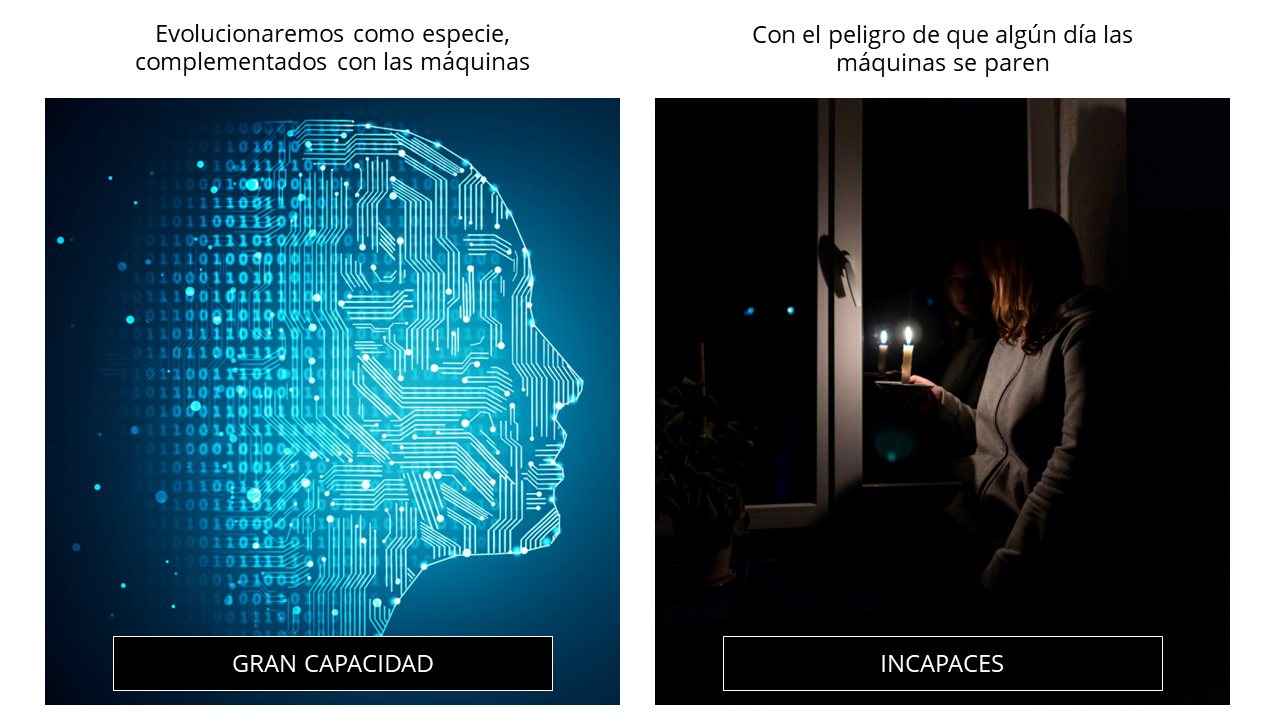 Evolucionaremos como especie,
complementados con las máquinas
Con el peligro de que algún día las
máquinas se paren
GRAN CAPACIDAD
INCAPACES